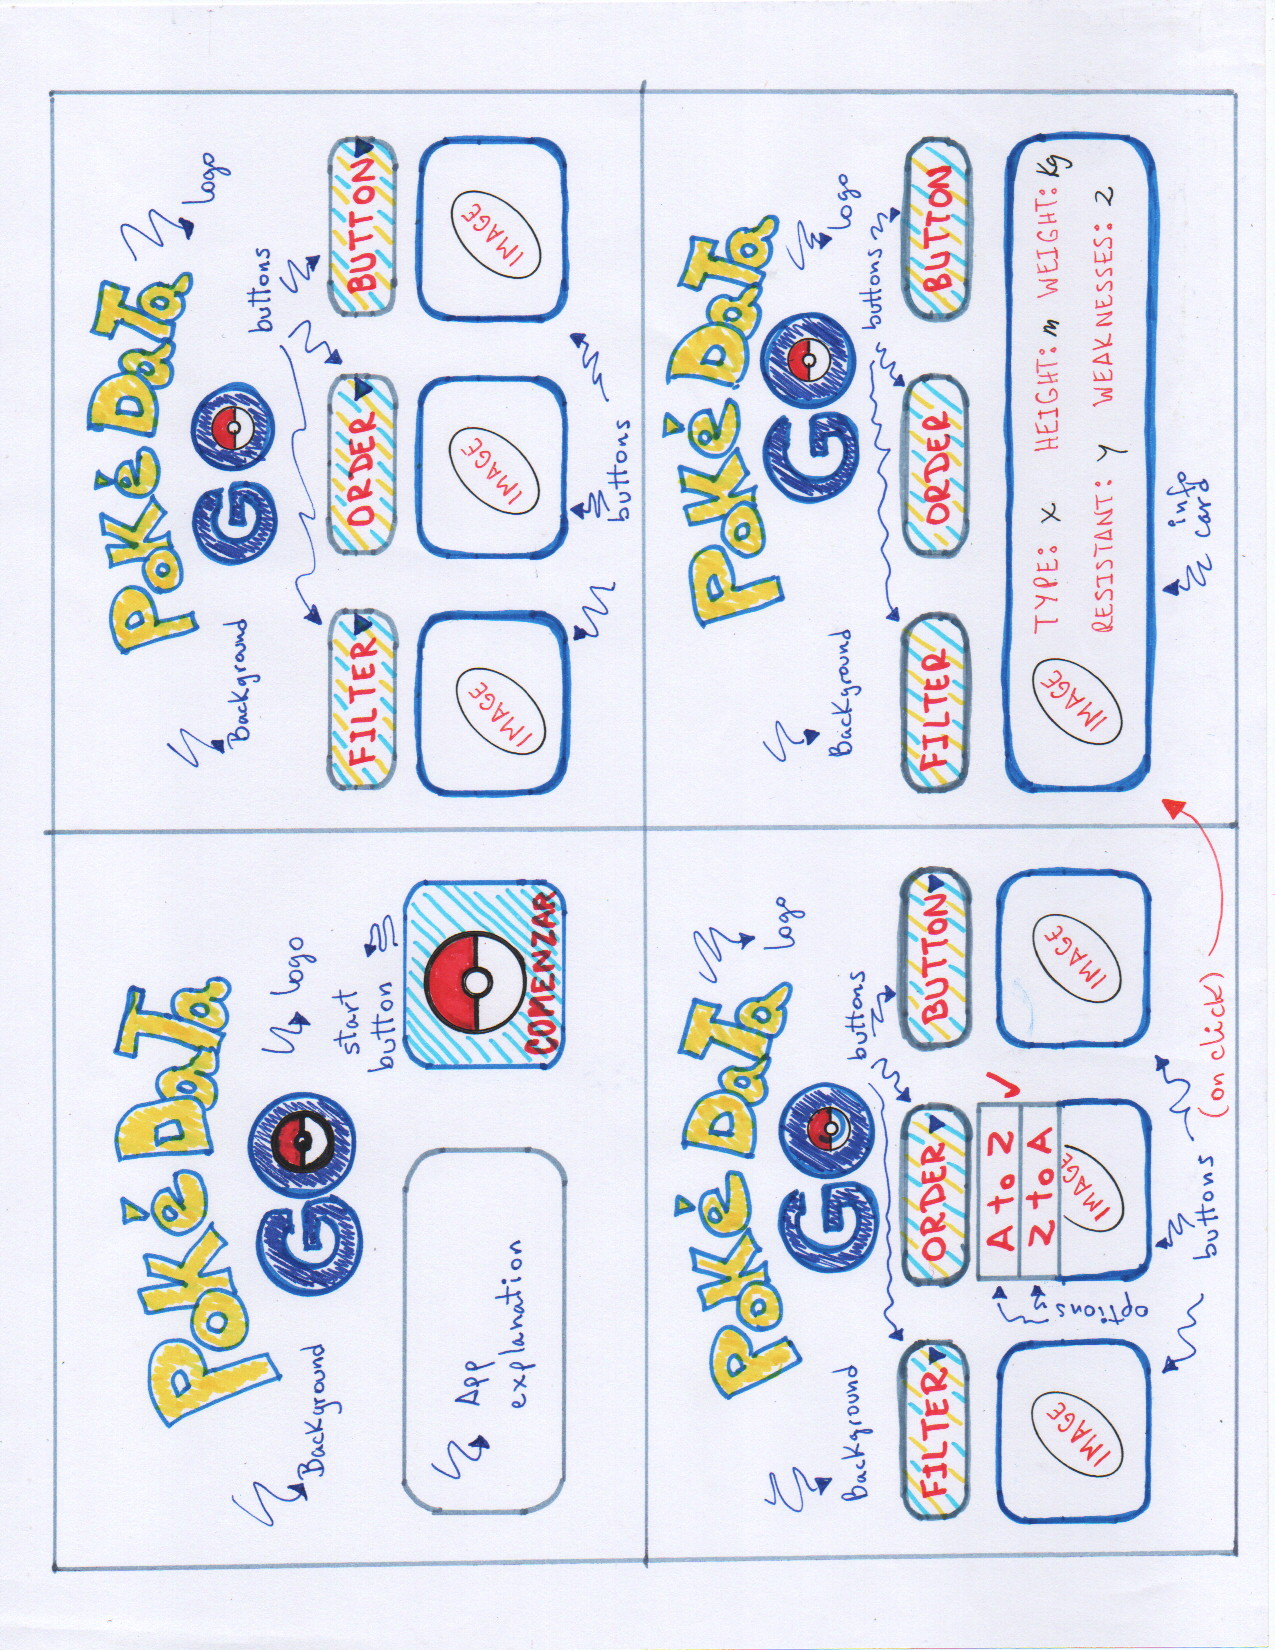 POKéDATA
GO
Background
logo
start
button
App
explanation
COMENZAR
POKéDATA
GO
logo
Background
buttons
FILTER
ORDER
BUTTON
IMAGE
IMAGE
IMAGE
buttons
POKéDATA
GO
logo
Background
buttons
FILTER
ORDER
BUTTON
A to Z
Z to A
options
IMAGE
IMAGE
IMAGE
buttons
(on click)
POKéDATA
GO
Background
logo
buttons
FILTER
ORDER
BUTTON
IMAGE
TYPE: x HEIGHT: m WEIGHT: Kg
RESISTANT: y WEAKNESSES: z
info
card